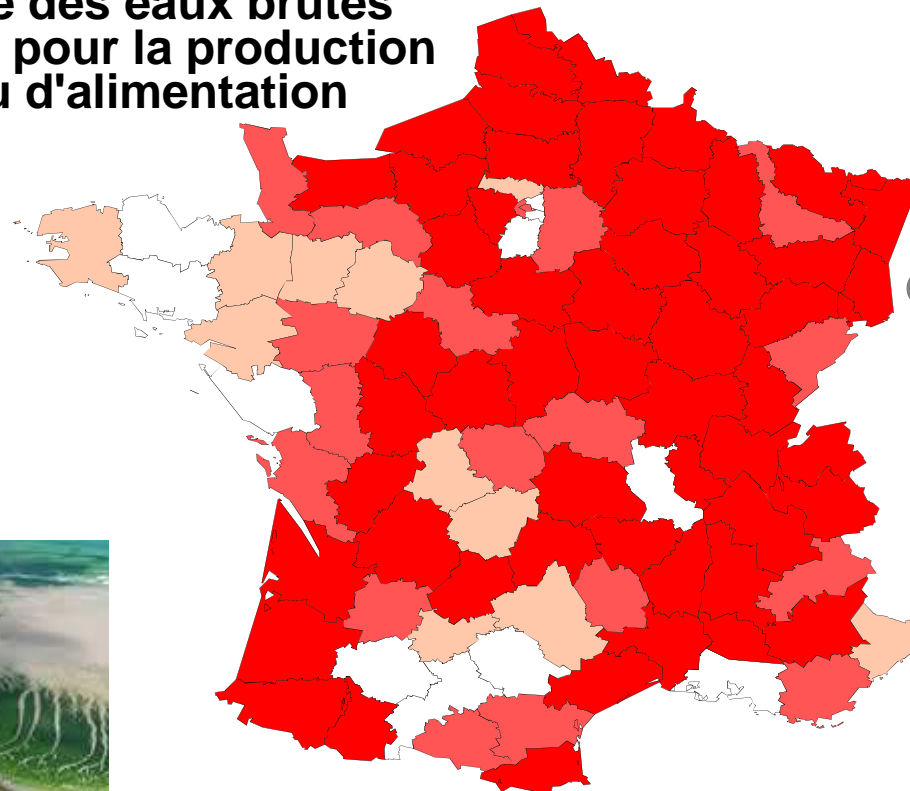 des eaux brutes
pour la production
d'alimentation